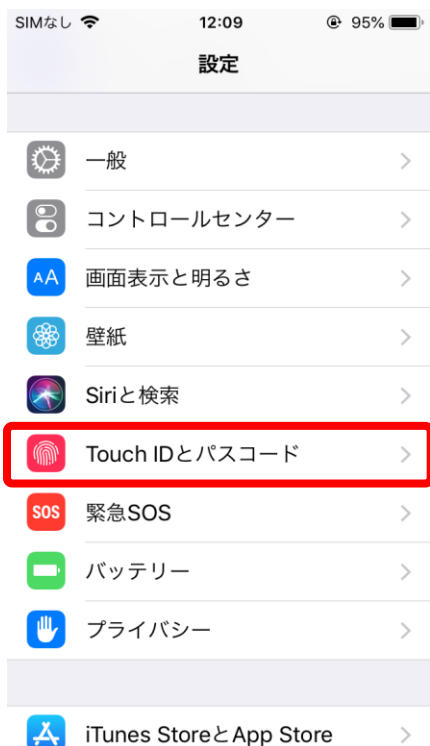 SIMなし 12:09 95%
設定
一般
コントロールセンター
AA 画面表示と明るさ
壁紙
Siriと検索
Touch IDとパスコード
SOS 緊急SOS
バッテリー
プライバシー
iTunes StoreとApp Store